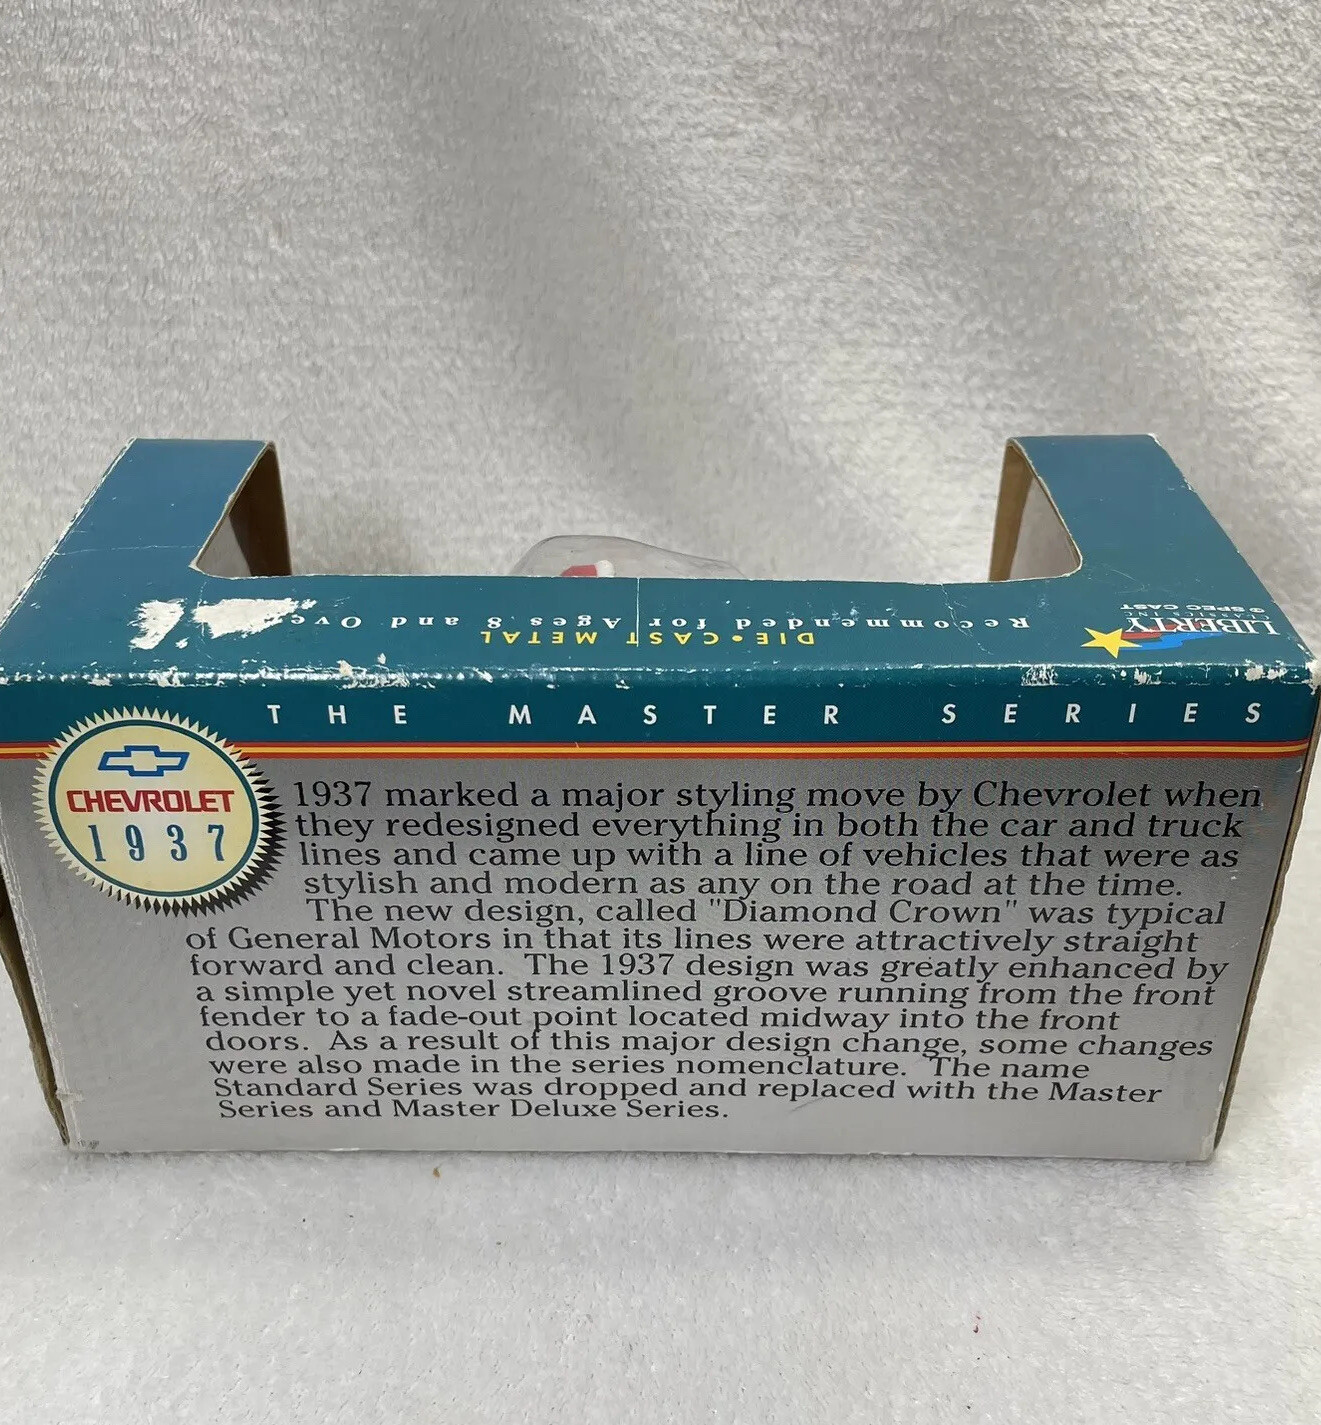 LIBERTY
CLASSICS, INC.
SPEC CAST
Recommended for Ages 8 and Ove
DIE•CAST METAL
THE MASTER SERIES
CHEVROLET
1937
1937 marked a major styling move by Chevrolet when
they redesigned everything in both the car and truck
lines and came up with a line of vehicles that were as
stylish and modern as any on the road at the time.
The new design, called "Diamond Crown" was typical
of General Motors in that its lines were attractively straight
forward and clean. The 1937 design was greatly enhanced by
a simple yet novel streamlined groove running from the front
fender to a fade-out point located midway into the front
doors. As a result of this major design change, some changes
were also made in the series nomenclature. The name
Standard Series was dropped and replaced with the Master
Series and Master Deluxe Series.